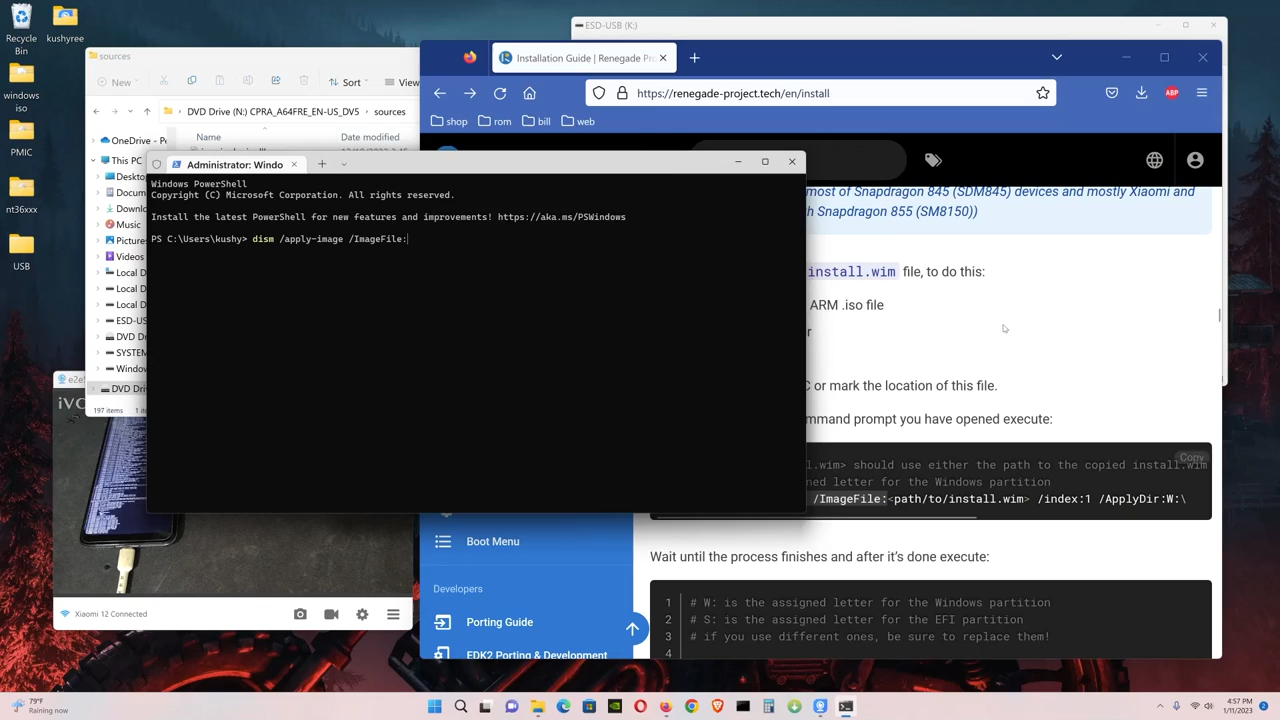 Recycle
Bin
kushyree
windows
iso
PMIC
nt36xxx
USB
ESD-USB (K:)
sources
New
Sort
View
DVD Drive (N:) CPRA_A64FRE_EN-US_DV5
sources
Name
Date modified
OneDrive - Pe
This PC
Desktop
Docum
Downlo
Music
Picture
Videos
Local D
Local D
Local D
ESD-US
DVD Dr
SYSTEM
Window
DVD Dri
197 items
Installation Guide | Renegade Pro
https://renegade-project.tech/en/install
shop
rom
bill
web
ABP
Administrator: Windo
Windows PowerShell
Copyright (C) Microsoft Corporation. All rights reserved.
Install the latest PowerShell for new features and improvements! https://aka.ms/PSWindows
PS C:\Users\kushy> dism /apply-image /ImageFile:
most of Snapdragon 845 (SDM845) devices and mostly Xiaomi and
h Snapdragon 855 (SM8150))
install.wim file, to do this:
ARM .iso file
r
C or mark the location of this file.
mmand prompt you have opened execute:
Copy
l.wim> should use either the path to the copied install.wim
ned letter for the Windows partition
/ImageFile:<path/to/install.wim> /index:1 /ApplyDir:W:\
Wait until the process finishes and after it's done execute:
1 # W: is the assigned letter for the Windows partition
2 # S: is the assigned letter for the EFI partition
3 # if you use different ones, be sure to replace them!
4
Boot Menu
Developers
Porting Guide
EDK2 Porting & Development
iVC
Xiaomi 12 Connected
79°F
Raining now
4:57 PM
1/11/2023
2